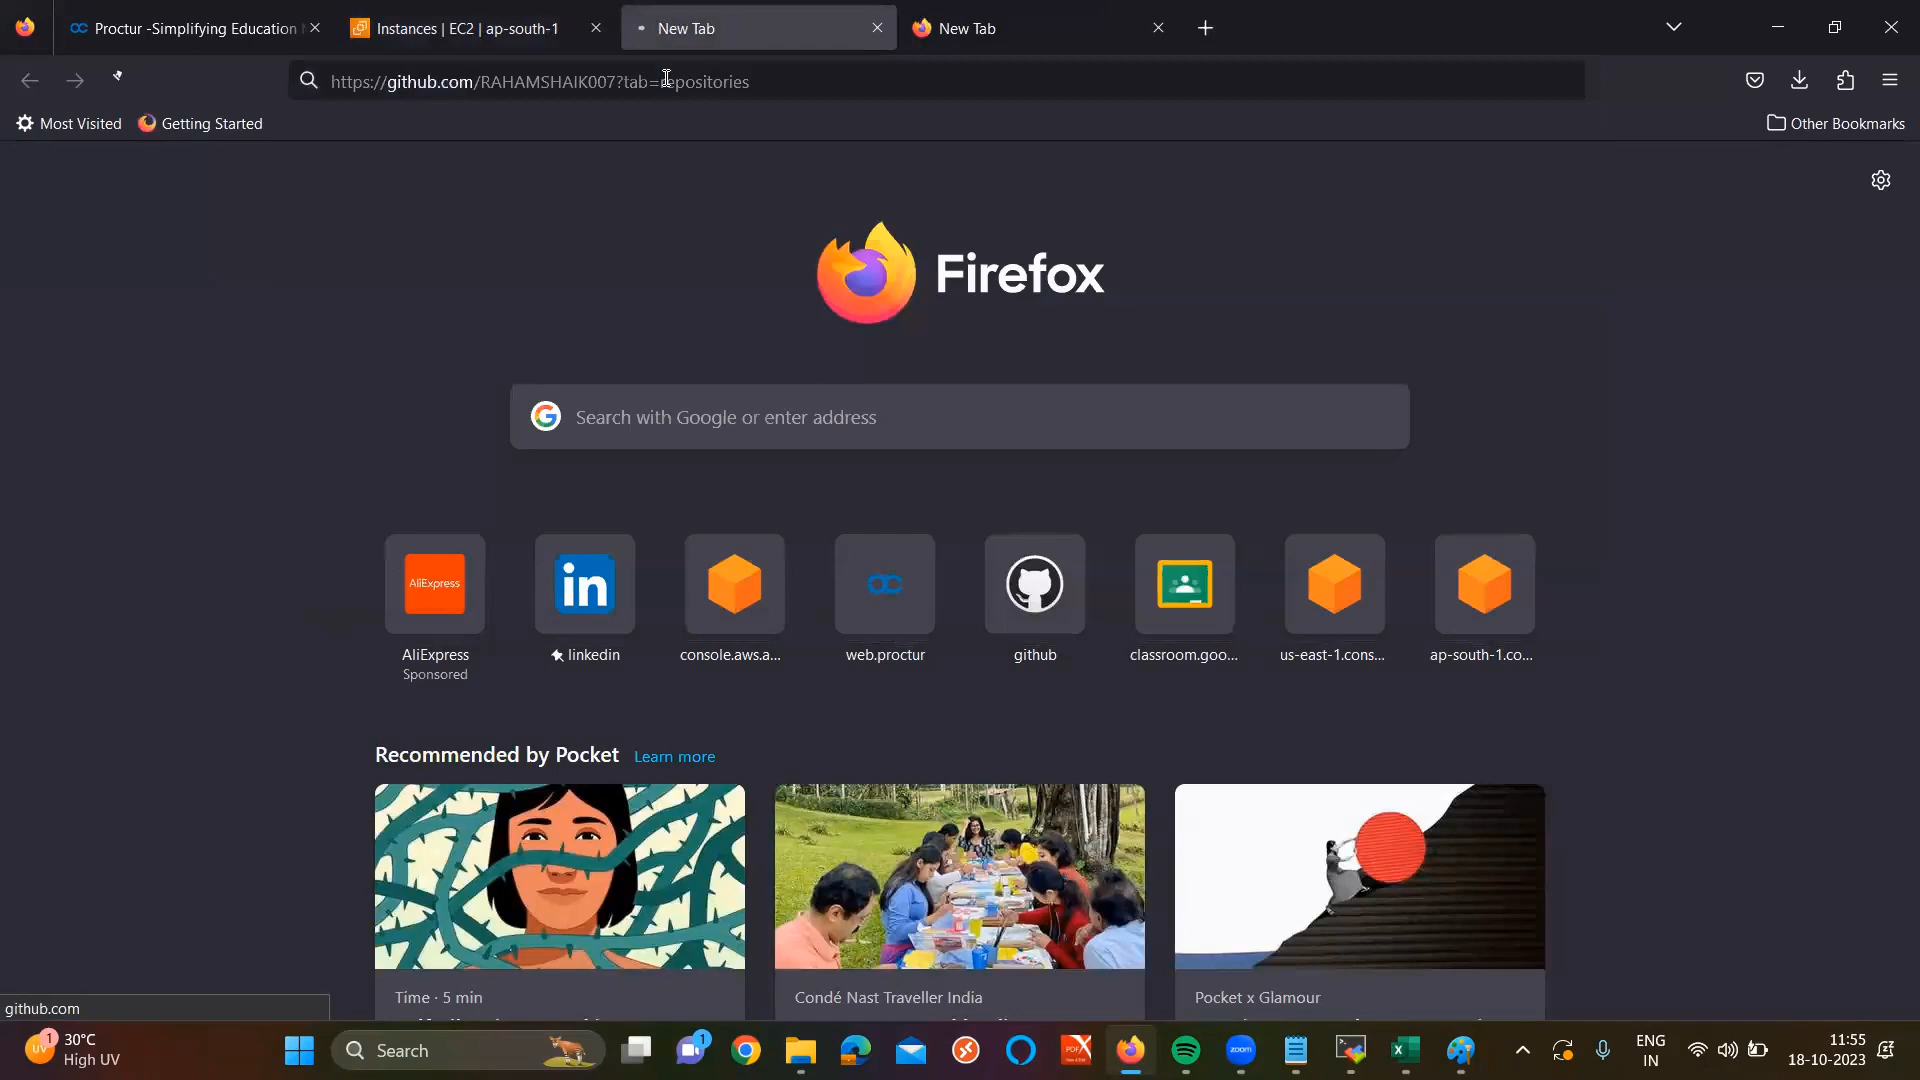 Proctur -Simplifying Education
Instances | EC2 | ap-south-1
New Tab
New Tab
https://github.com/RAHAMSHAIK007?tab=repositories
Most Visited
Getting Started
Other Bookmarks
Firefox
Search with Google or enter address
AliExpress
AliExpress
Sponsored
linkedin
console.aws.a...
web.proctur
github
classroom.goo...
us-east-1.cons...
ap-south-1.co...
Recommended by Pocket
Learn more
Time · 5 min
Condé Nast Traveller India
Pocket x Glamour
github.com
30°C
High UV
Search
ENG
IN
11:55
18-10-2023